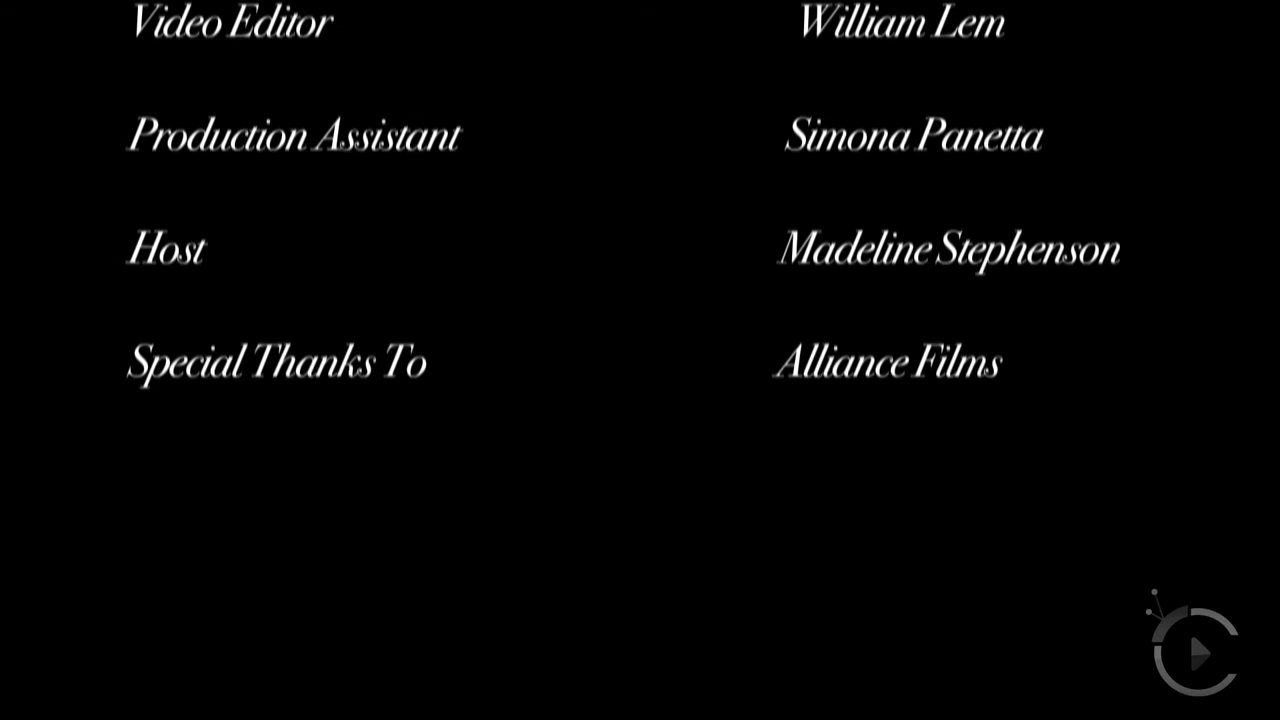 Video Editor William Lem
Production Assistant Simona Panetta
Host Madeline Stephenson
Special Thanks To Alliance Films